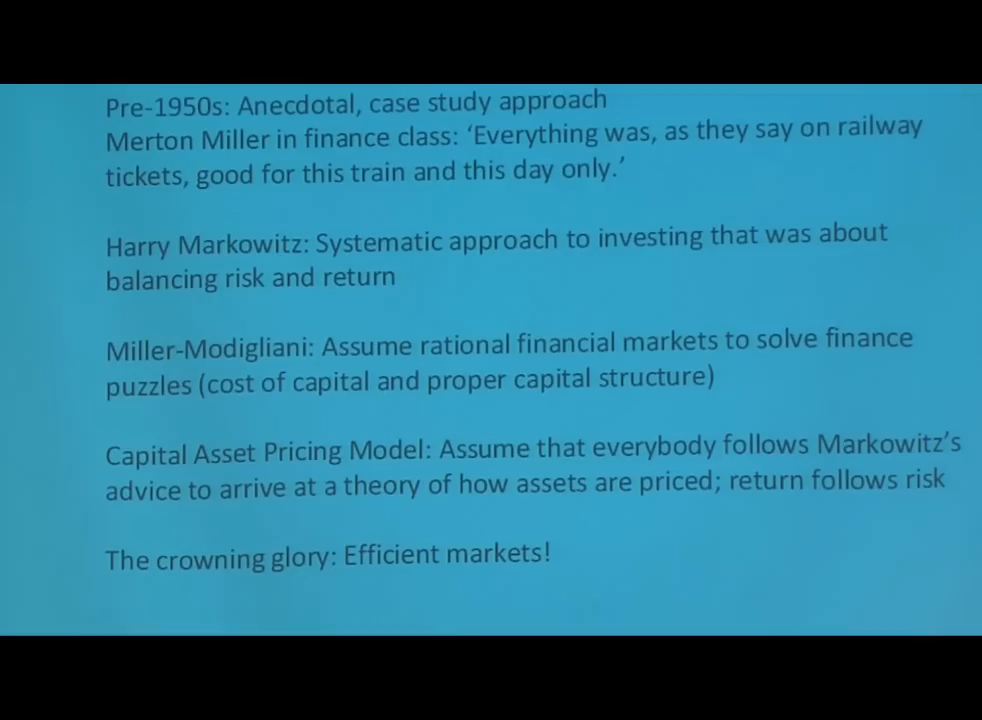 Pre-1950s: Anecdotal, case study approach
Merton Miller in finance class: ‘Everything was, as they say on railway
tickets, good for this train and this day only.’
Harry Markowitz: Systematic approach to investing that was about
balancing risk and return
Miller-Modigliani: Assume rational financial markets to solve finance
puzzles (cost of capital and proper capital structure)
Capital Asset Pricing Model: Assume that everybody follows Markowitz’s
advice to arrive at a theory of how assets are priced; return follows risk
The crowning glory: Efficient markets!